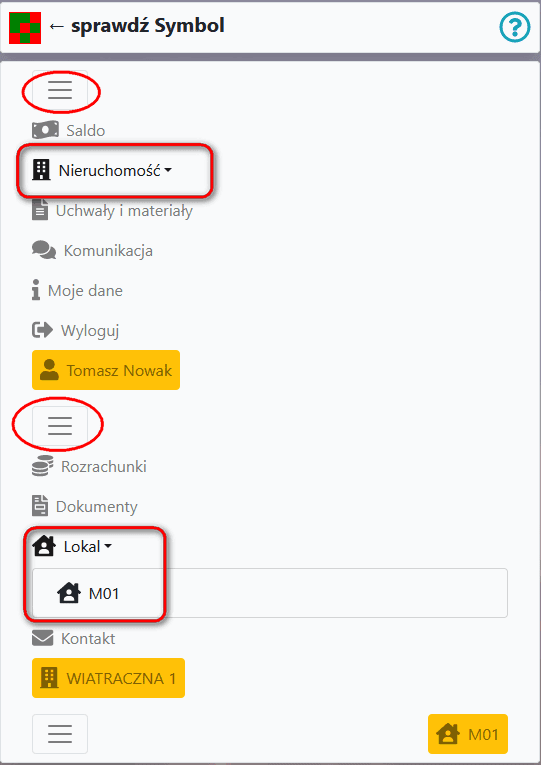 ← sprawdź Symbol
Saldo
Nieruchomość
Uchwały i materiały
Komunikacja
Moje dane
Wyloguj
Tomasz Nowak
Rozrachunki
Dokumenty
Lokal
M01
Kontakt
WIATRACZNA 1
M01